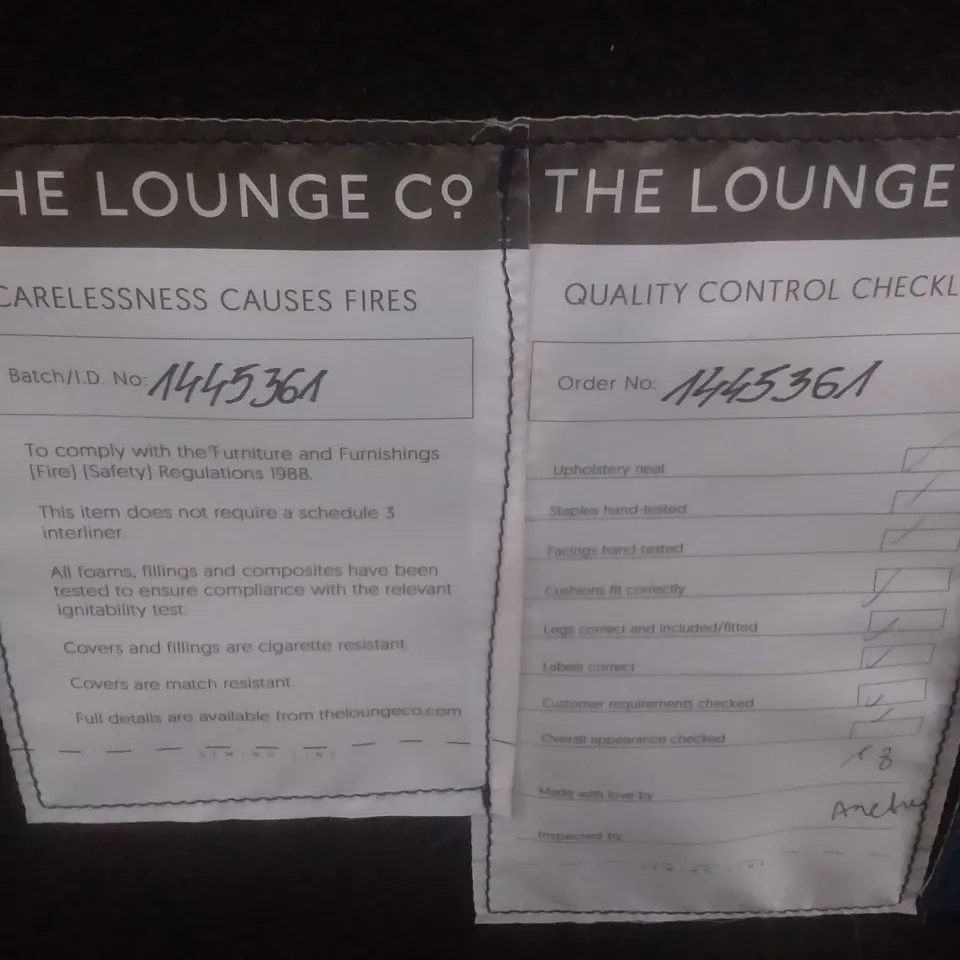 HE LOUNGE Co
CARELESSNESS CAUSES FIRES
Batch/I.D. No: 1445361
To comply with the Furniture and Furnishings
[Fire] [Safety] Regulations 1988.
This item does not require a schedule 3
interliner.
All foams, fillings and composites have been
tested to ensure compliance with the relevant
ignitability test.
Covers and fillings are cigarette resistant.
Covers are match resistant.
Full details are available from theloungeco.com
SEWING LINE
THE LOUNGE
QUALITY CONTROL CHECKL
Order No: 1445361
Upholstery neat
Staples hand-tested
Facings hand-tested
Cushions fit correctly
Legs correct and included/fitted
Labels correct
Customer requirements checked
Overall appearance checked
Made with love by
Inspected by
SEWING LINE